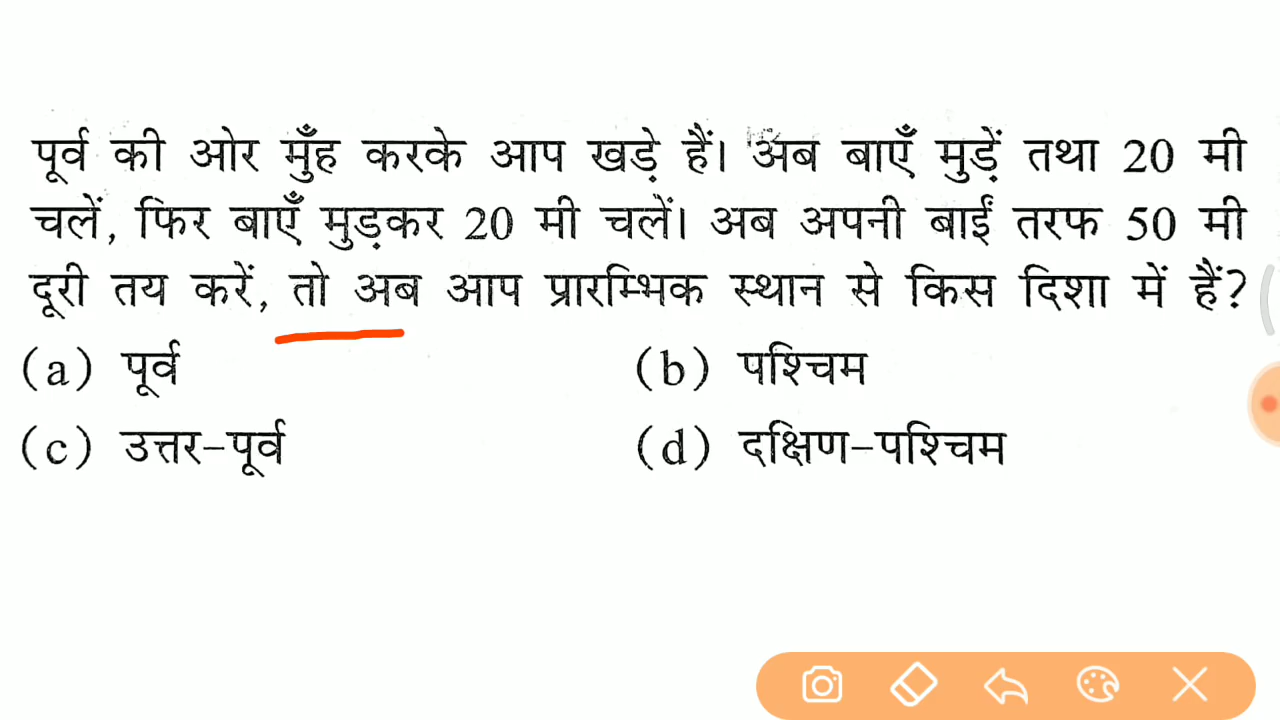 पूर्व की ओर मुँह करके आप खड़े हैं। अब बाएँ मुड़ें तथा 20 मी
चलें, फिर बाएँ मुड़कर 20 मी चलें। अब अपनी बाईं तरफ 50 मी
दूरी तय करें, तो अब आप प्रारम्भिक स्थान से किस दिशा में हैं?
(a) पूर्व (b) पश्चिम
(c) उत्तर-पूर्व (d) दक्षिण-पश्चिम